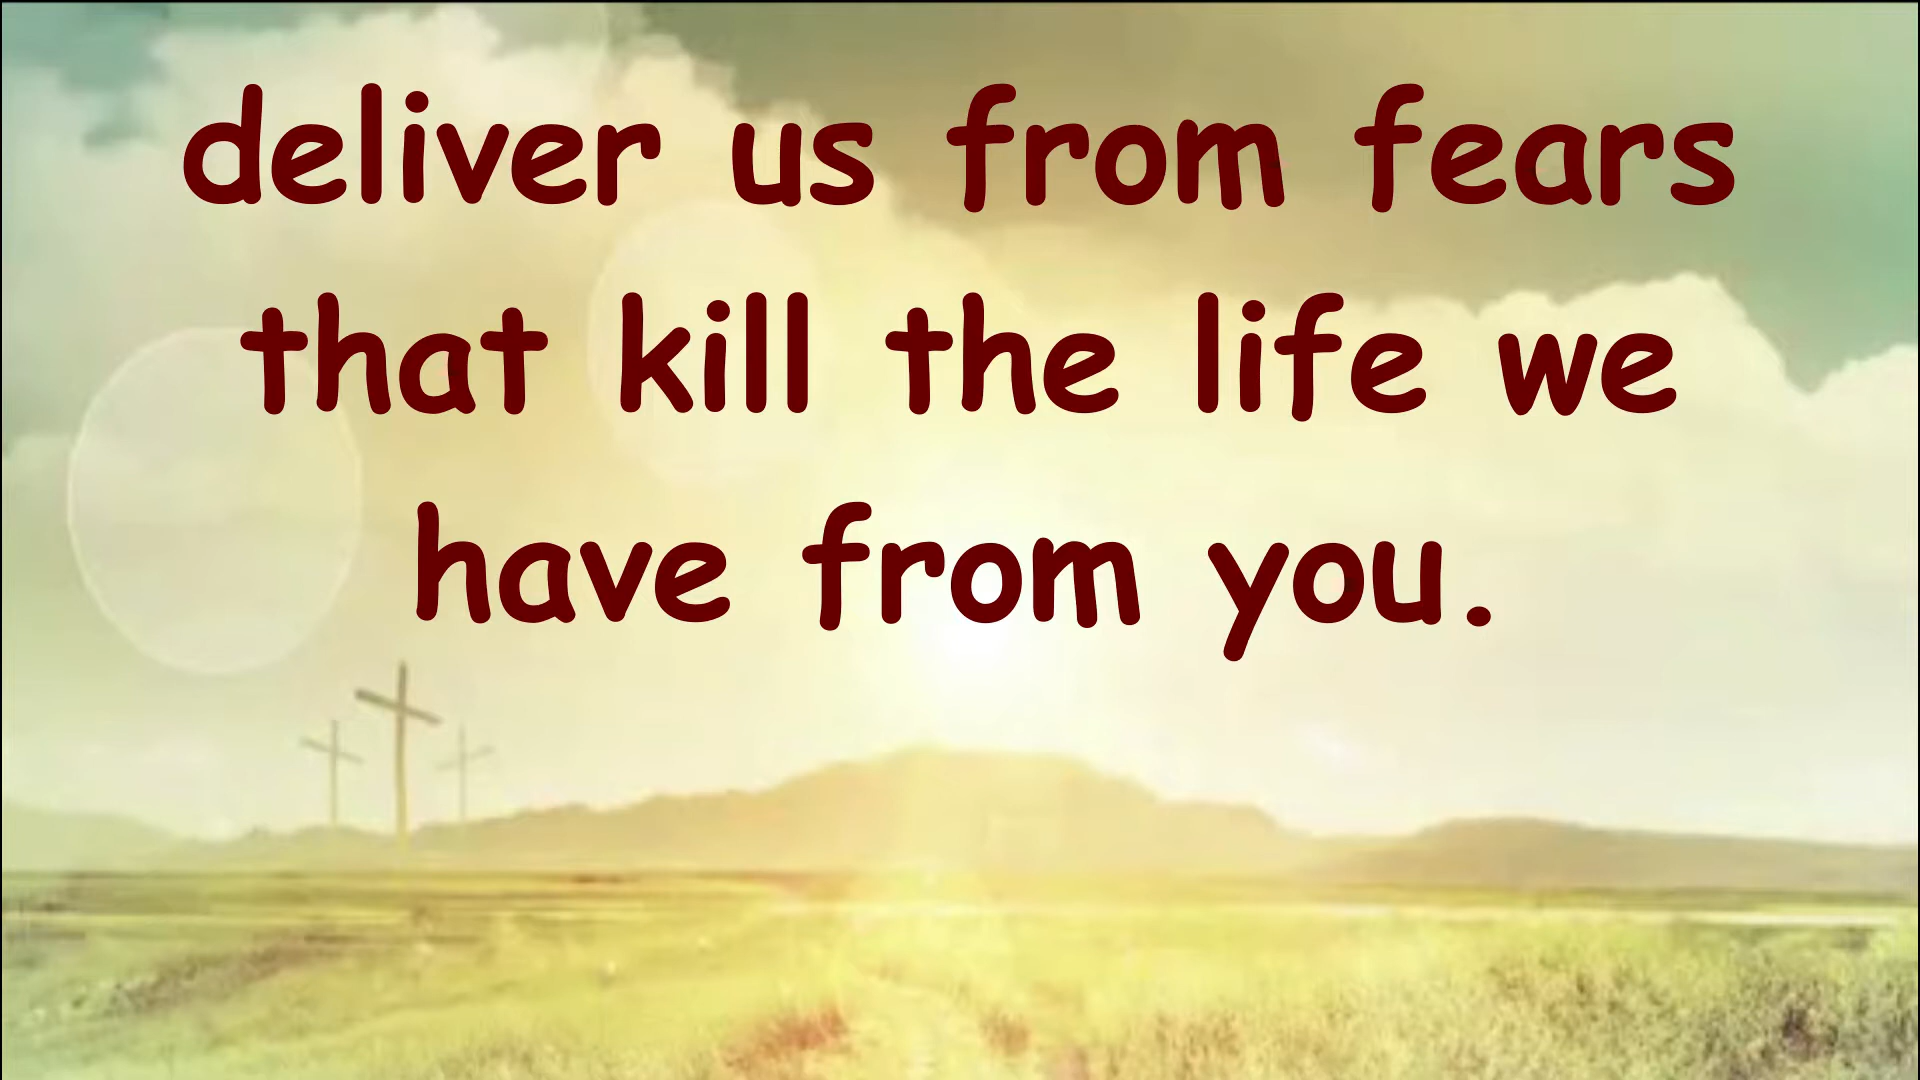 deliver us from fears
that kill the life we
have from you.